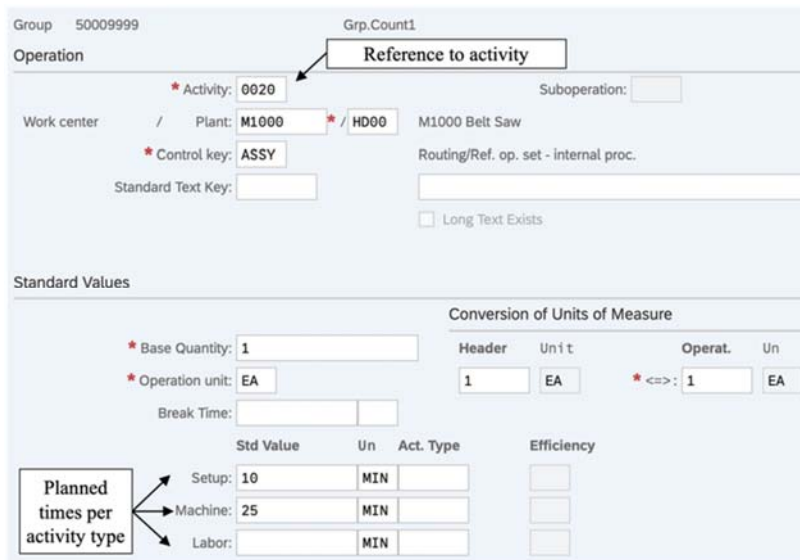 Group 50009999 Grp.Count1
Operation
Reference to activity
* Activity: 0020 Suboperation:
Work center / Plant: M1000 * / HD00 M1000 Belt Saw
* Control key: ASSY Routing/Ref. op. set - internal proc.
Standard Text Key:
Long Text Exists
Standard Values
Conversion of Units of Measure
* Base Quantity: 1 Header Unit Operat. Un
* Operation unit: EA 1 EA * <=>: 1 EA
Break Time:
Std Value Un Act. Type Efficiency
Planned
times per
activity type
Setup: 10 MIN
Machine: 25 MIN
Labor: MIN